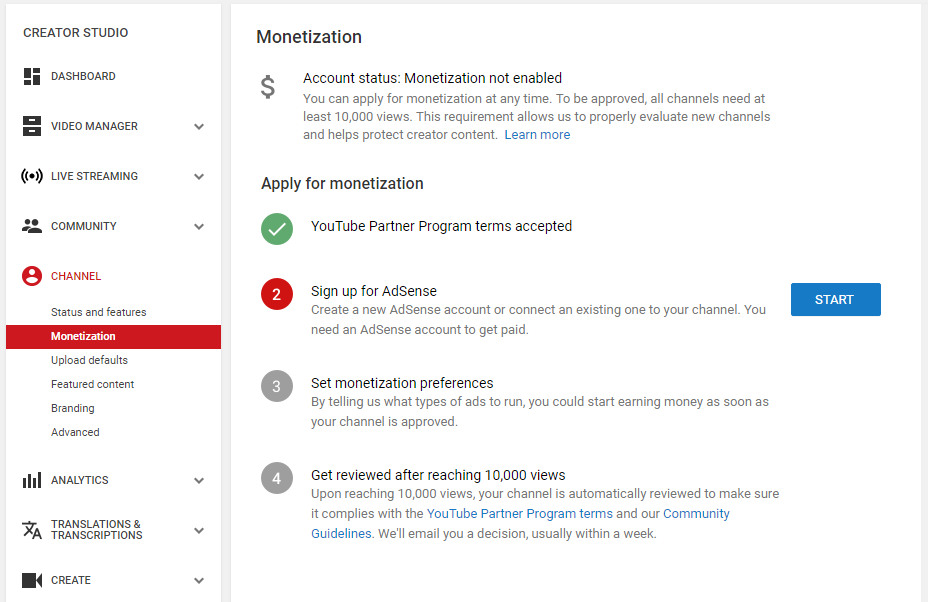 CREATOR STUDIO
DASHBOARD
VIDEO MANAGER
LIVE STREAMING
COMMUNITY
CHANNEL
Status and features
Monetization
Upload defaults
Featured content
Branding
Advanced
ANALYTICS
TRANSLATIONS &
TRANSCRIPTIONS
CREATE
Monetization
$
Account status: Monetization not enabled
You can apply for monetization at any time. To be approved, all channels need at
least 10,000 views. This requirement allows us to properly evaluate new channels
and helps protect creator content. Learn more
Apply for monetization
YouTube Partner Program terms accepted
2
Sign up for AdSense
Create a new AdSense account or connect an existing one to your channel. You
need an AdSense account to get paid.
START
3
Set monetization preferences
By telling us what types of ads to run, you could start earning money as soon as
your channel is approved.
4
Get reviewed after reaching 10,000 views
Upon reaching 10,000 views, your channel is automatically reviewed to make sure
it complies with the YouTube Partner Program terms and our Community
Guidelines. We'll email you a decision, usually within a week.